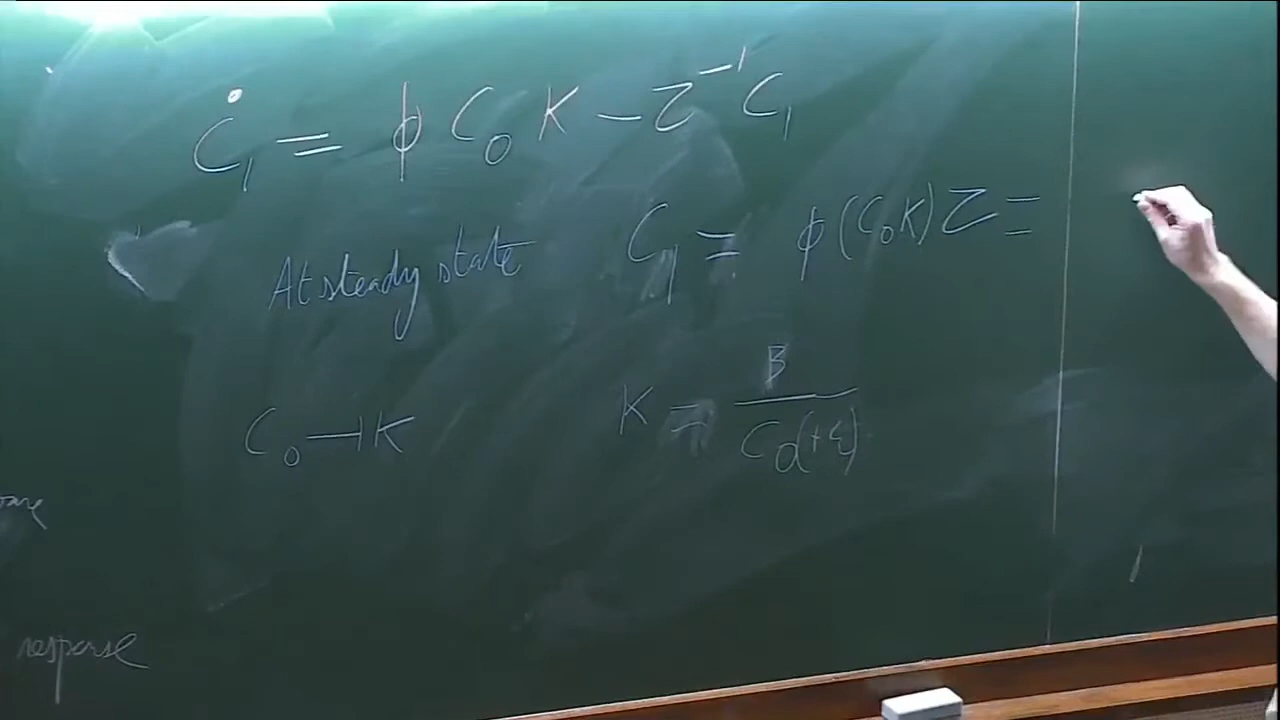 Ċ₁ = ϕ C₀ K − τ⁻¹ C₁
At steady state C₁ = ϕ (C₀K) τ =
C₀ ⊣ K K = B / C₀(+ε)
response